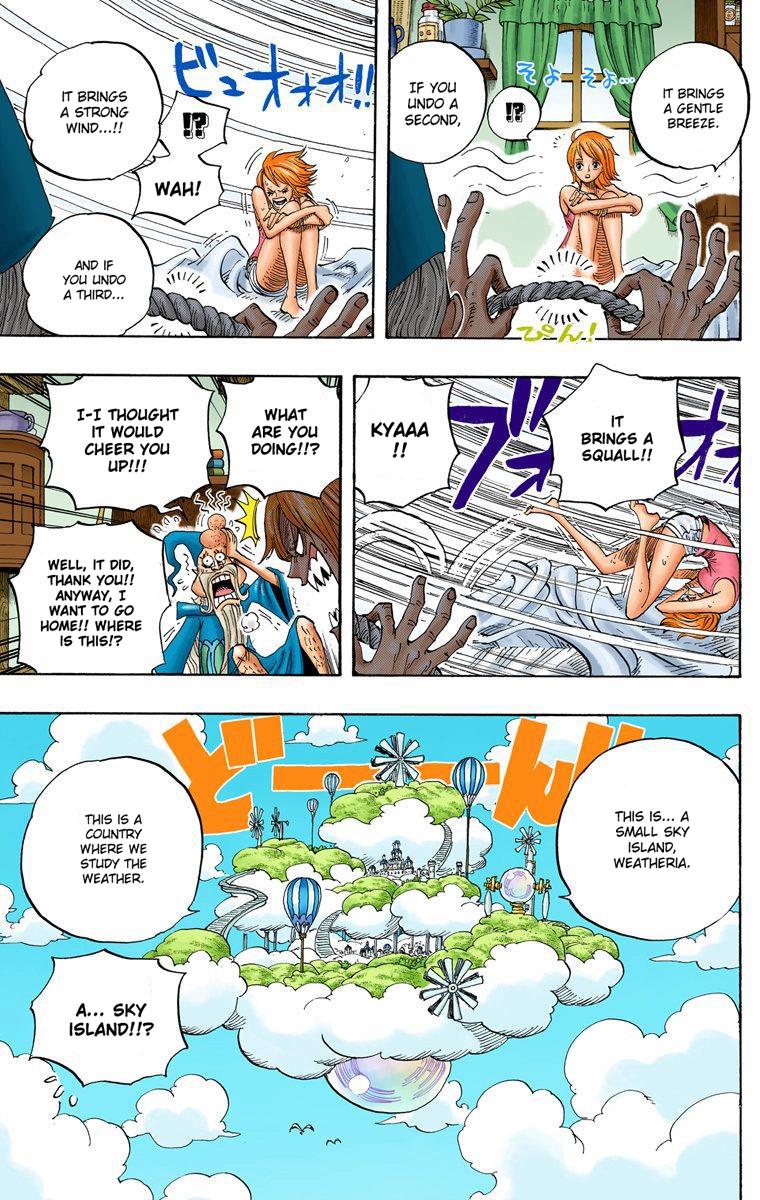 IT BRINGS
A GENTLE
BREEZE.
そよ そよ…
!?
IF YOU
UNDO A
SECOND,
ぴん!
ビュオオオ!!
IT BRINGS
A STRONG
WIND...!!
!?
WAH!
AND IF
YOU UNDO
A THIRD...
IT
BRINGS A
SQUALL!!
ブオオ
KYAAA
!!
WHAT
ARE YOU
DOING!!?
I-I THOUGHT
IT WOULD
CHEER YOU
UP!!!
WELL, IT DID,
THANK YOU!!
ANYWAY, I
WANT TO GO
HOME!! WHERE
IS THIS!?
どーーん!!
THIS IS... A
SMALL SKY
ISLAND,
WEATHERIA.
THIS IS A
COUNTRY
WHERE WE
STUDY THE
WEATHER.
A... SKY
ISLAND!!?